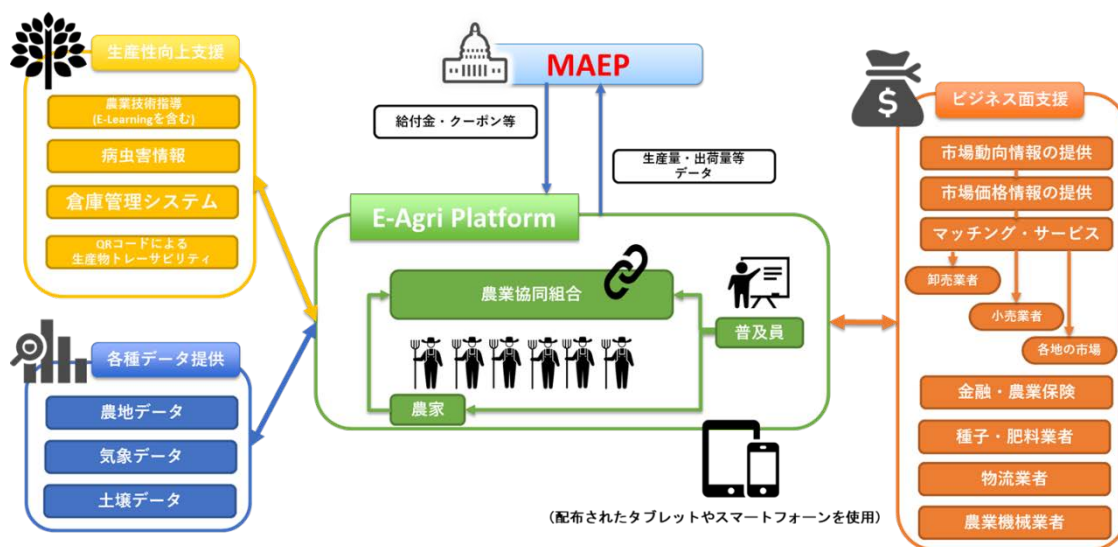 生産性向上支援
農業技術指導
(E-Learningを含む)
病虫害情報
倉庫管理システム
QRコードによる
生産物トレーサビリティ
各種データ提供
農地データ
気象データ
土壌データ
MAEP
給付金・クーポン等
生産量・出荷量等
データ
E-Agri Platform
農業協同組合
普及員
農家
(配布されたタブレットやスマートフォーンを使用)
$
ビジネス面支援
市場動向情報の提供
市場価格情報の提供
マッチング・サービス
卸売業者
小売業者
各地の市場
金融・農業保険
種子・肥料業者
物流業者
農業機械業者